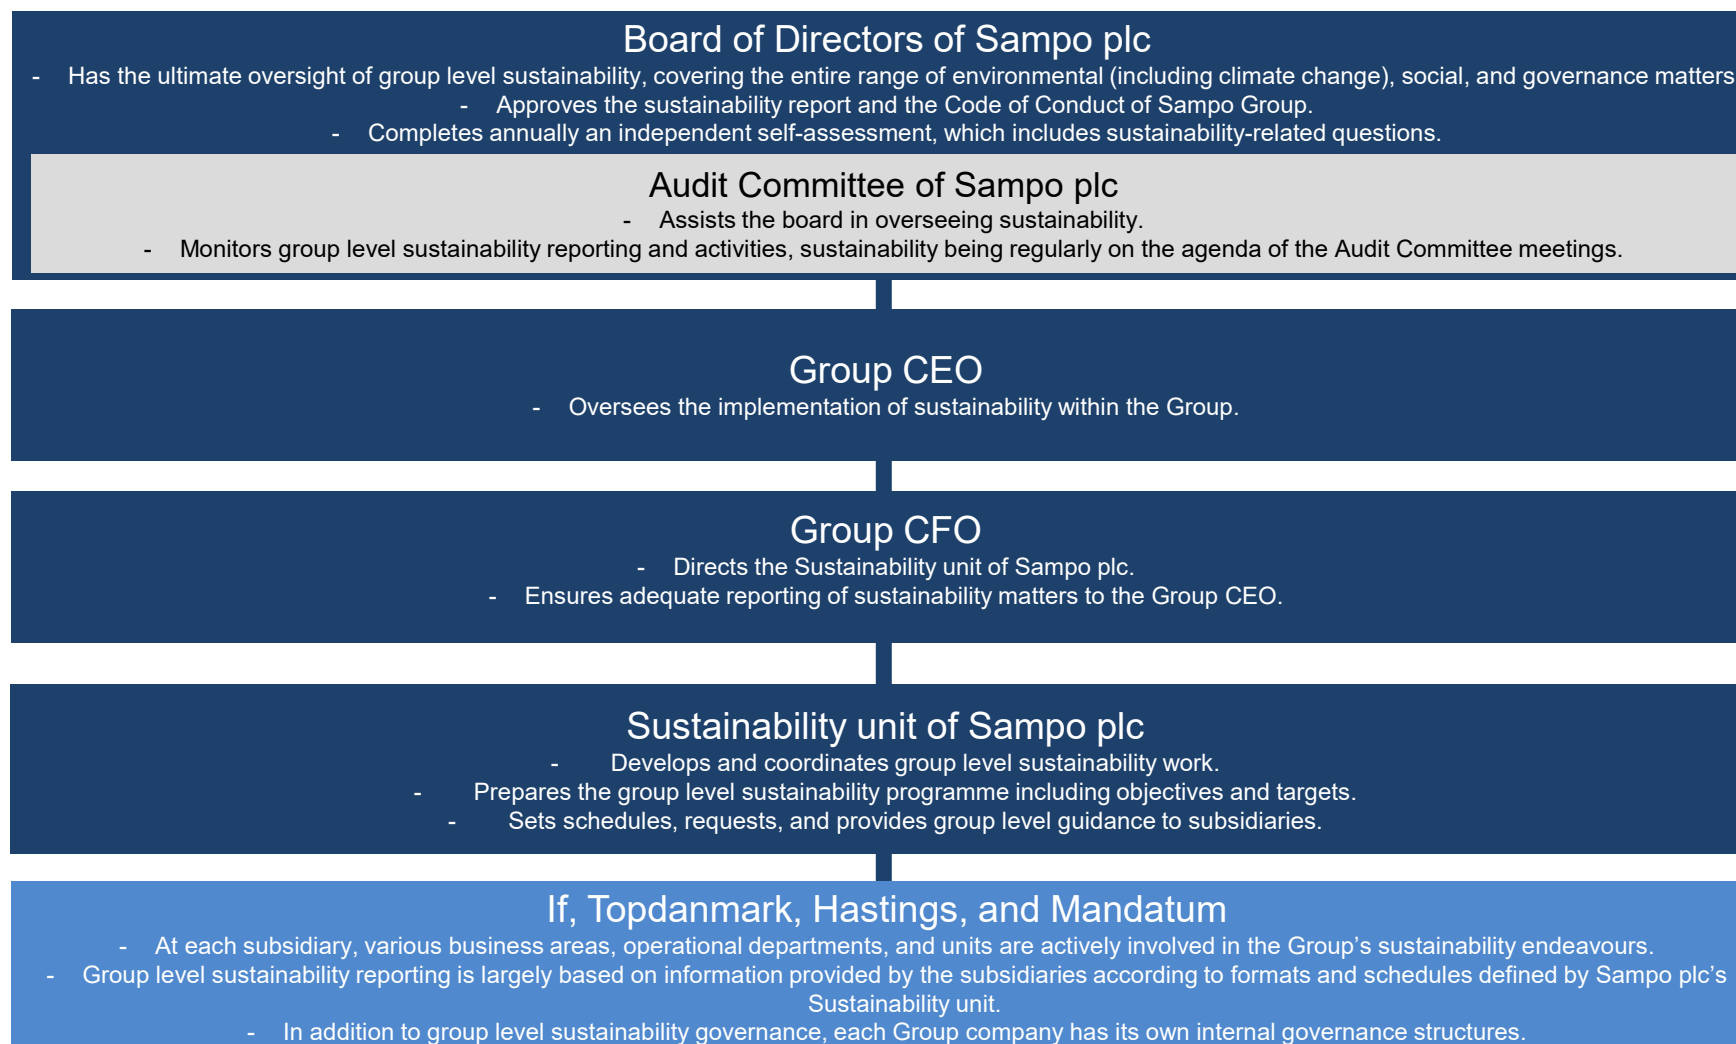 Board of Directors of Sampo plc
- Has the ultimate oversight of group level sustainability, covering the entire range of environmental (including climate change), social, and governance matters
- Approves the sustainability report and the Code of Conduct of Sampo Group.
- Completes annually an independent self-assessment, which includes sustainability-related questions.
Audit Committee of Sampo plc
- Assists the board in overseeing sustainability.
- Monitors group level sustainability reporting and activities, sustainability being regularly on the agenda of the Audit Committee meetings.
Group CEO
- Oversees the implementation of sustainability within the Group.
Group CFO
- Directs the Sustainability unit of Sampo plc.
- Ensures adequate reporting of sustainability matters to the Group CEO.
Sustainability unit of Sampo plc
- Develops and coordinates group level sustainability work.
- Prepares the group level sustainability programme including objectives and targets.
- Sets schedules, requests, and provides group level guidance to subsidiaries.
If, Topdanmark, Hastings, and Mandatum
- At each subsidiary, various business areas, operational departments, and units are actively involved in the Group’s sustainability endeavours.
- Group level sustainability reporting is largely based on information provided by the subsidiaries according to formats and schedules defined by Sampo plc’s
Sustainability unit.
- In addition to group level sustainability governance, each Group company has its own internal governance structures.